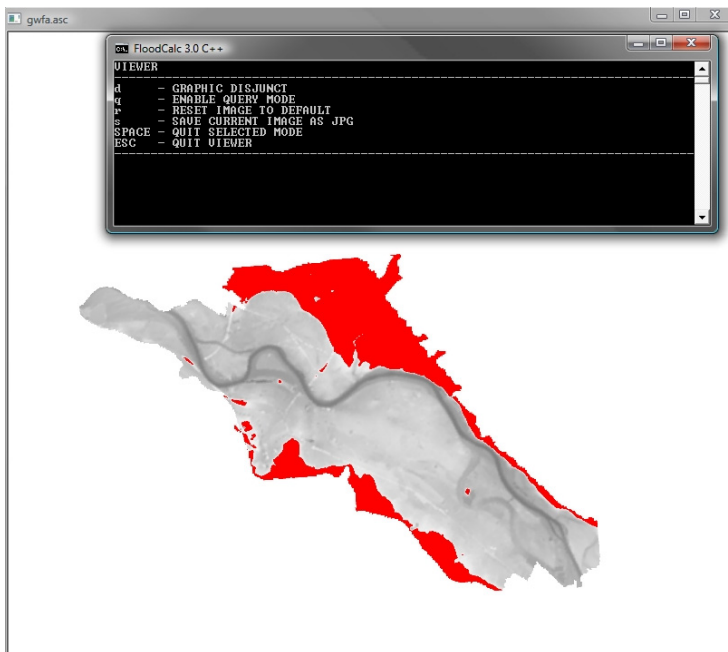 gwfa.asc
FloodCalc 3.0 C++
VIEWER
d - GRAPHIC DISJUNCT
q - ENABLE QUERY MODE
r - RESET IMAGE TO DEFAULT
s - SAVE CURRENT IMAGE AS JPG
SPACE - QUIT SELECTED MODE
ESC - QUIT VIEWER